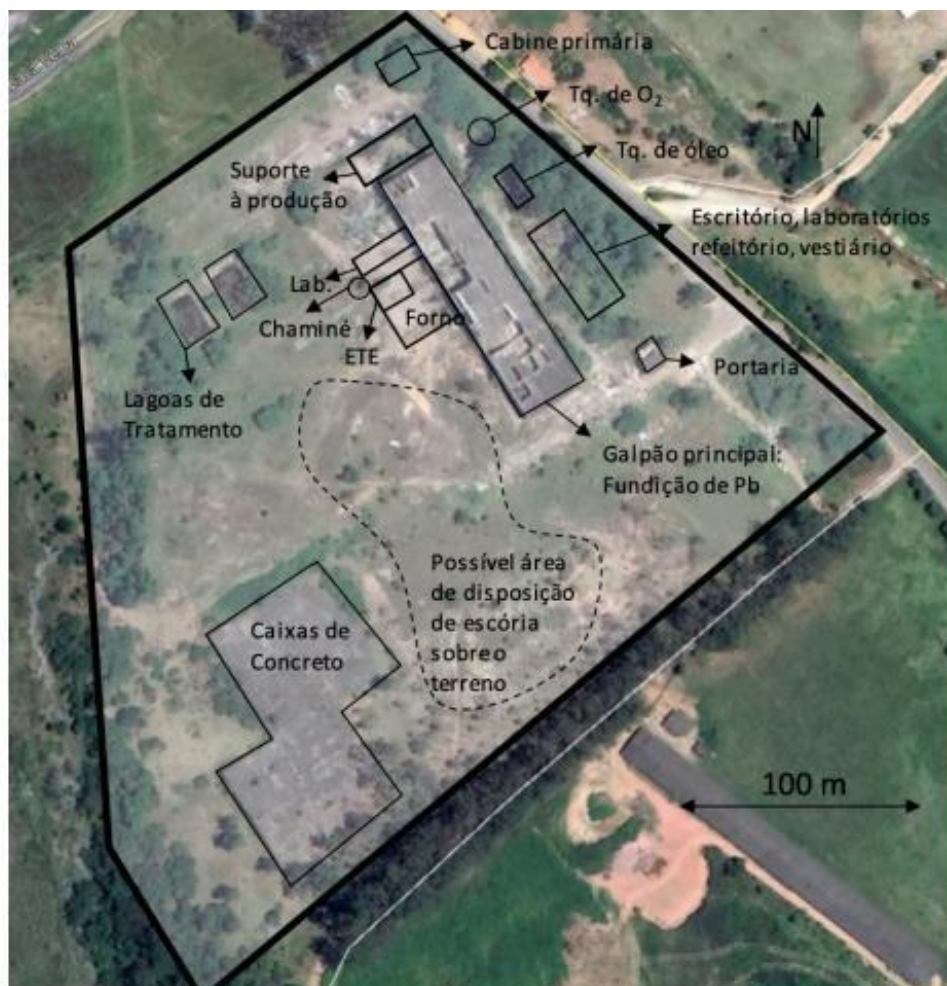 Cabine primária
Tq. de O₂
N
Tq. de óleo
Suporte
à produção
Escritório, laboratórios
refeitório, vestiário
Lab.
Chaminé
Forno
ETE
Portaria
Lagoas de
Tratamento
Galpão principal:
Fundição de Pb
Possível área
de disposição
de escória
sobre o
terreno
Caixas de
Concreto
100 m